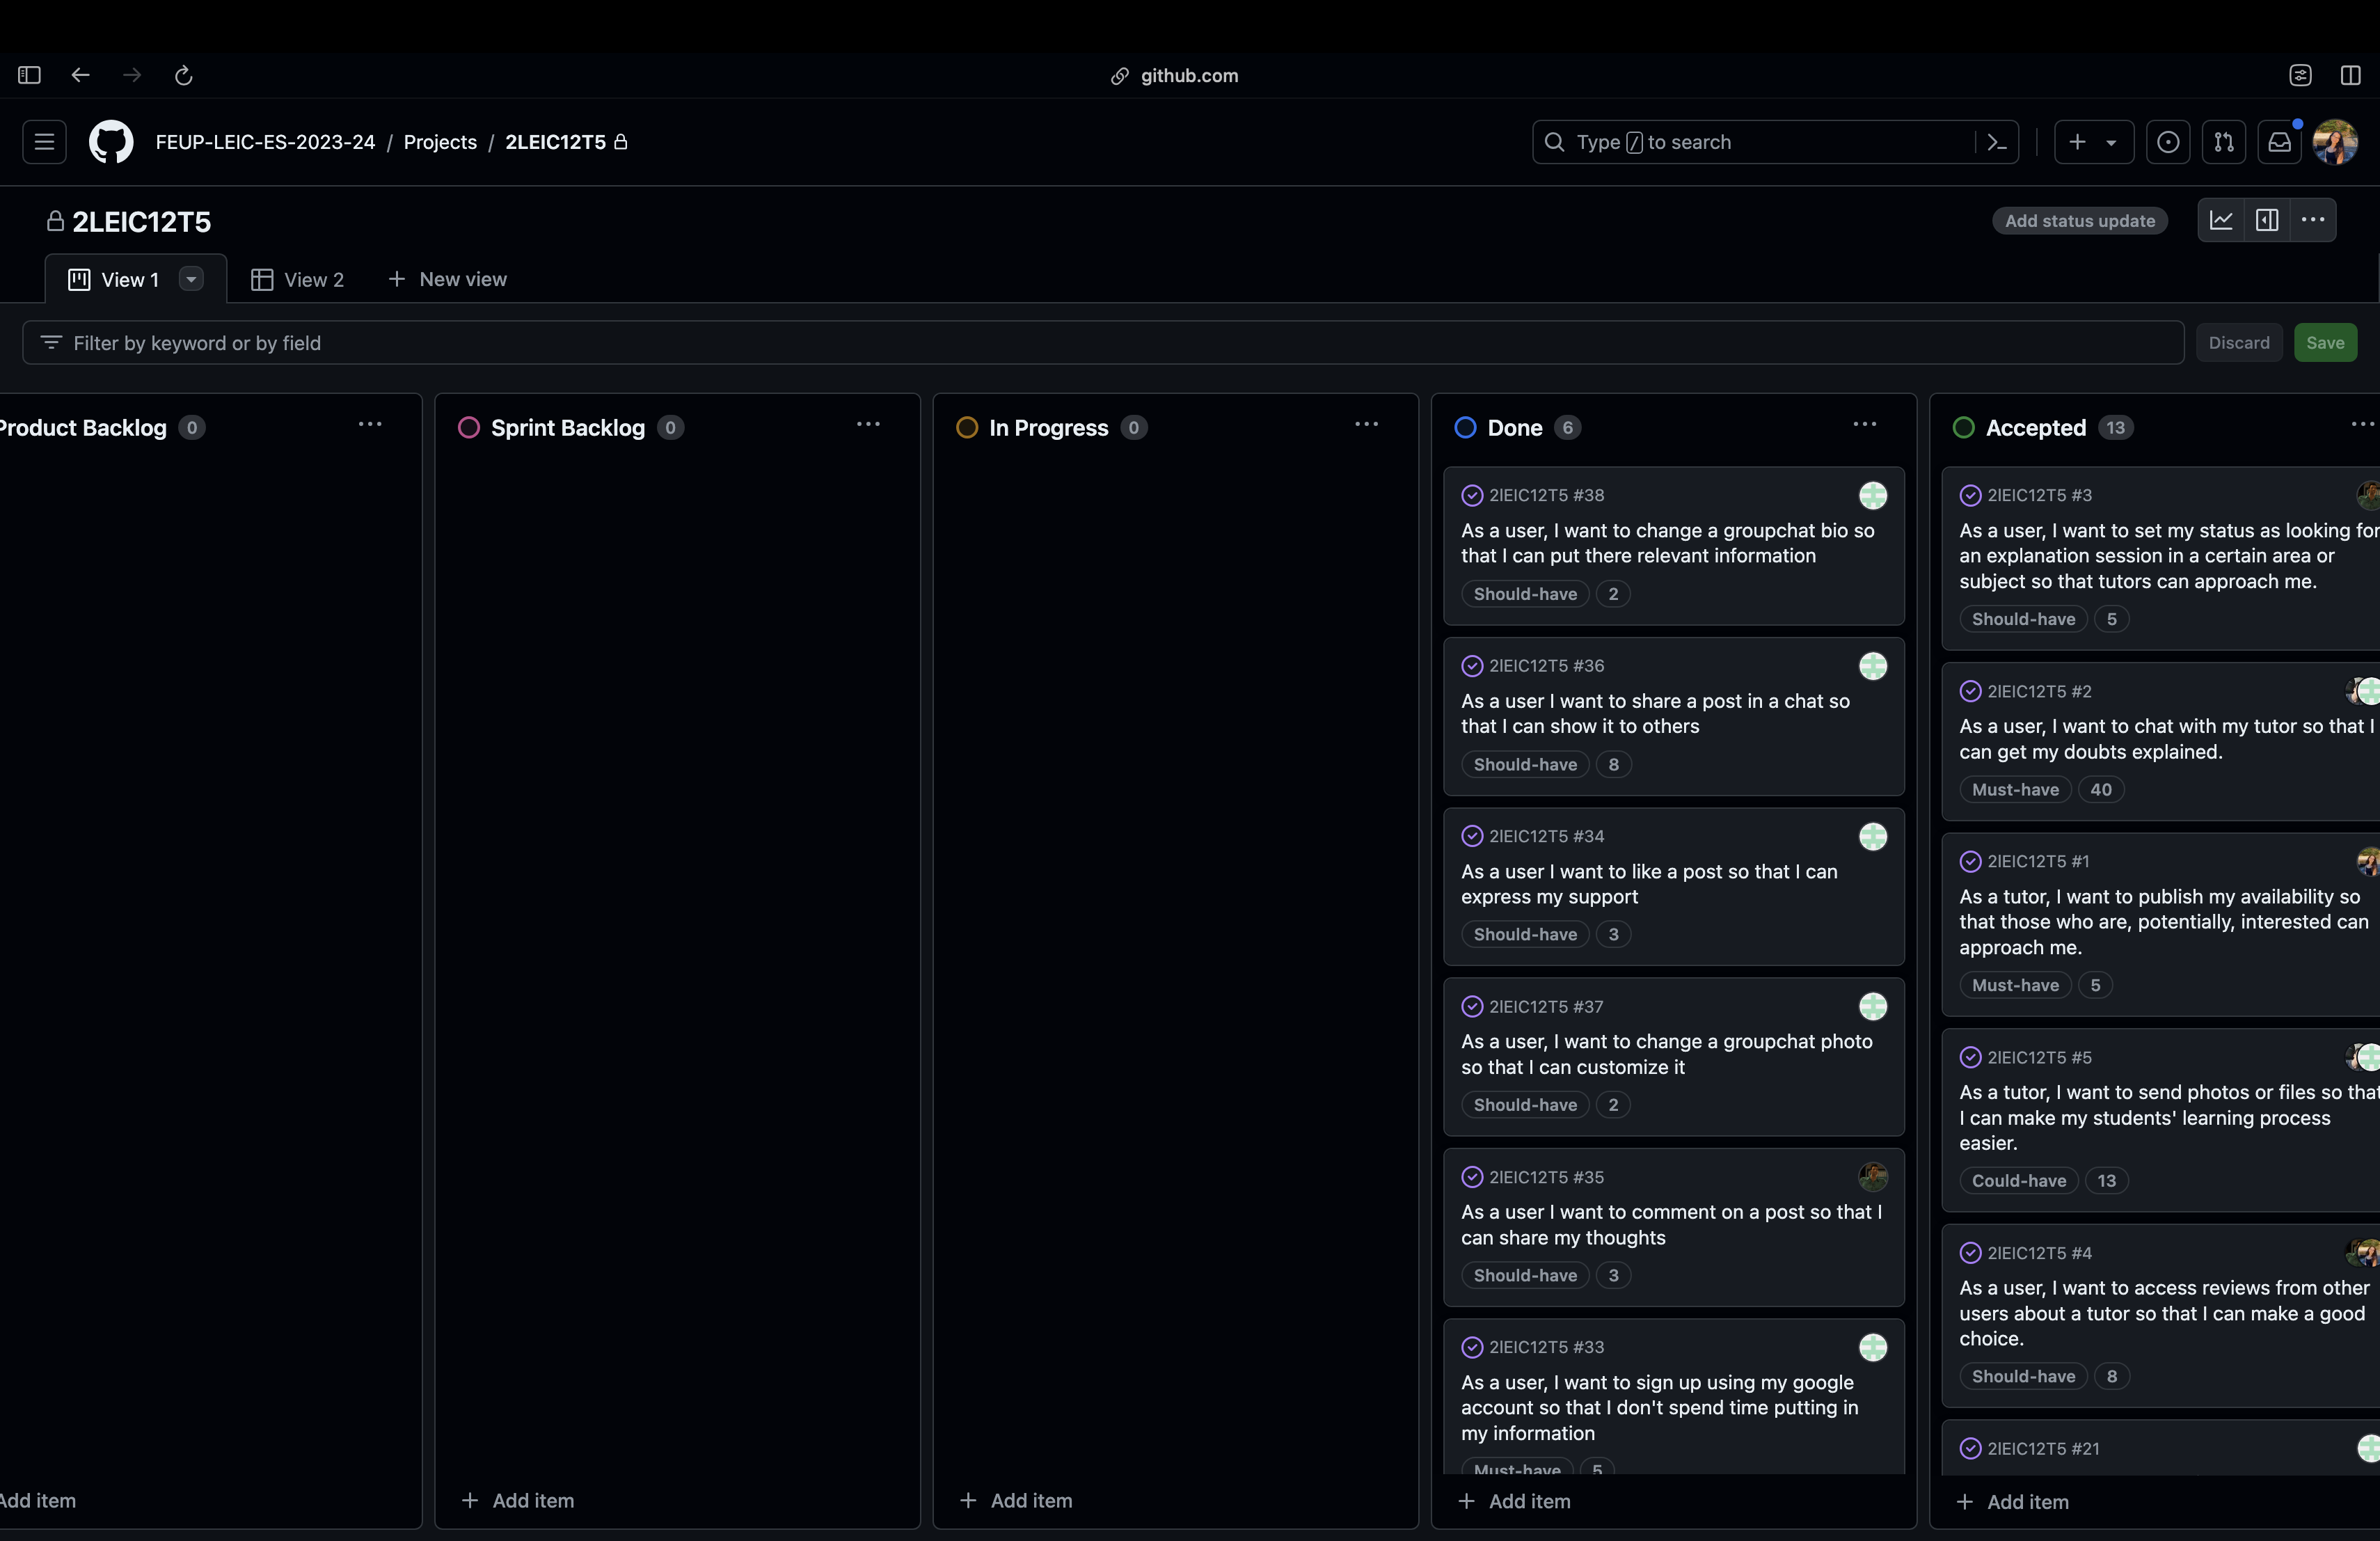 github.com
FEUP-LEIC-ES-2023-24 / Projects / 2LEIC12T5
Type / to search
2LEIC12T5
Add status update
View 1
View 2
New view
Filter by keyword or by field
Discard
Save
Product Backlog 0
Add item
Sprint Backlog 0
Add item
In Progress 0
Add item
Done 6
2lEIC12T5 #38
As a user, I want to change a groupchat bio so
that I can put there relevant information
Should-have 2
2lEIC12T5 #36
As a user I want to share a post in a chat so
that I can show it to others
Should-have 8
2lEIC12T5 #34
As a user I want to like a post so that I can
express my support
Should-have 3
2lEIC12T5 #37
As a user, I want to change a groupchat photo
so that I can customize it
Should-have 2
2lEIC12T5 #35
As a user I want to comment on a post so that I
can share my thoughts
Should-have 3
2lEIC12T5 #33
As a user, I want to sign up using my google
account so that I don't spend time putting in
my information
Must-have 5
Add item
Accepted 13
2lEIC12T5 #3
As a user, I want to set my status as looking for
an explanation session in a certain area or
subject so that tutors can approach me.
Should-have 5
2lEIC12T5 #2
As a user, I want to chat with my tutor so that I
can get my doubts explained.
Must-have 40
2lEIC12T5 #1
As a tutor, I want to publish my availability so
that those who are, potentially, interested can
approach me.
Must-have 5
2lEIC12T5 #5
As a tutor, I want to send photos or files so that
I can make my students' learning process
easier.
Could-have 13
2lEIC12T5 #4
As a user, I want to access reviews from other
users about a tutor so that I can make a good
choice.
Should-have 8
2lEIC12T5 #21
Add item